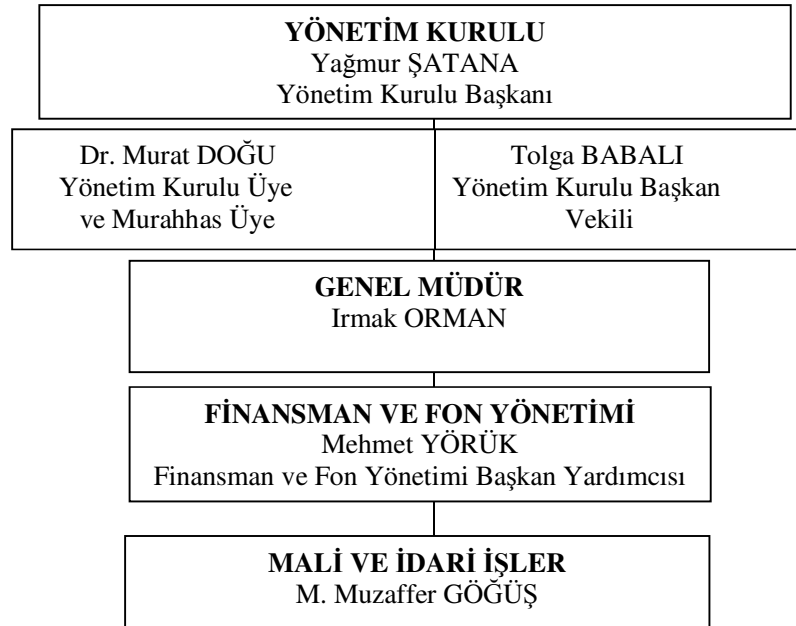 YÖNETİM KURULU
Yağmur ŞATANA
Yönetim Kurulu Başkanı
Dr. Murat DOĞU
Yönetim Kurulu Üye
ve Murahhas Üye
Tolga BABALI
Yönetim Kurulu Başkan
Vekili
GENEL MÜDÜR
Irmak ORMAN
FİNANSMAN VE FON YÖNETİMİ
Mehmet YÖRÜK
Finansman ve Fon Yönetimi Başkan Yardımcısı
MALİ VE İDARİ İŞLER
M. Muzaffer GÖĞÜŞ